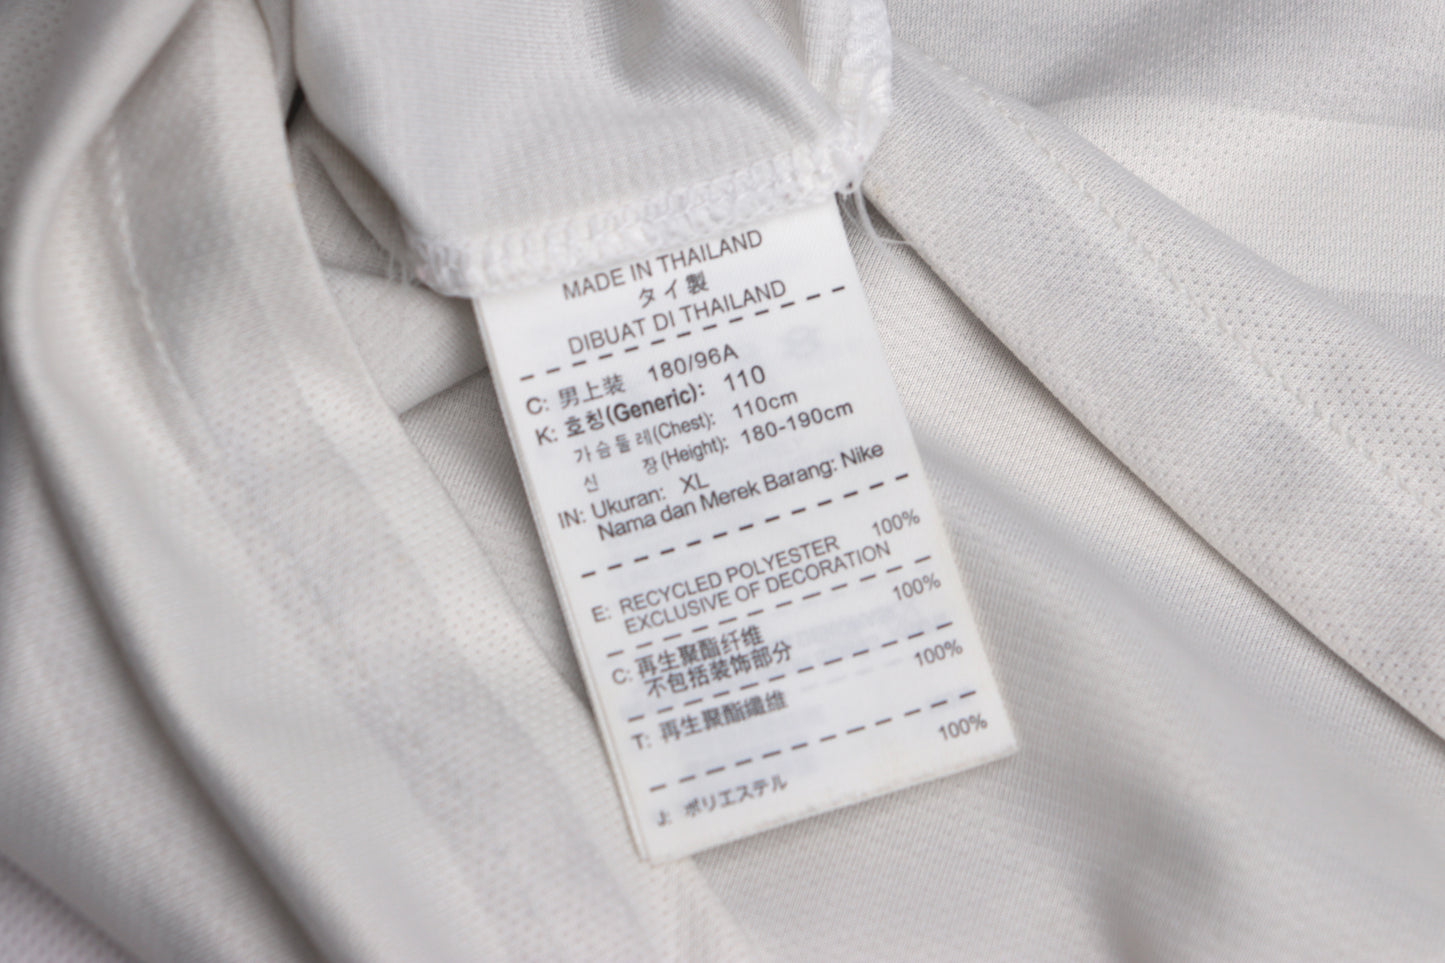 MADE IN THAILAND
タイ製
DIBUAT DI THAILAND
C: 男上装 180/96A
K: 호칭(Generic): 110
가슴둘레(Chest): 110cm
신 장(Height): 180-190cm
IN: Ukuran: XL
Nama dan Merek Barang: Nike
E: RECYCLED POLYESTER 100%
EXCLUSIVE OF DECORATION
C: 再生聚酯纤维 100%
不包括装饰部分
T: 再生聚酯纖维 100%
J: ポリエステル 100%